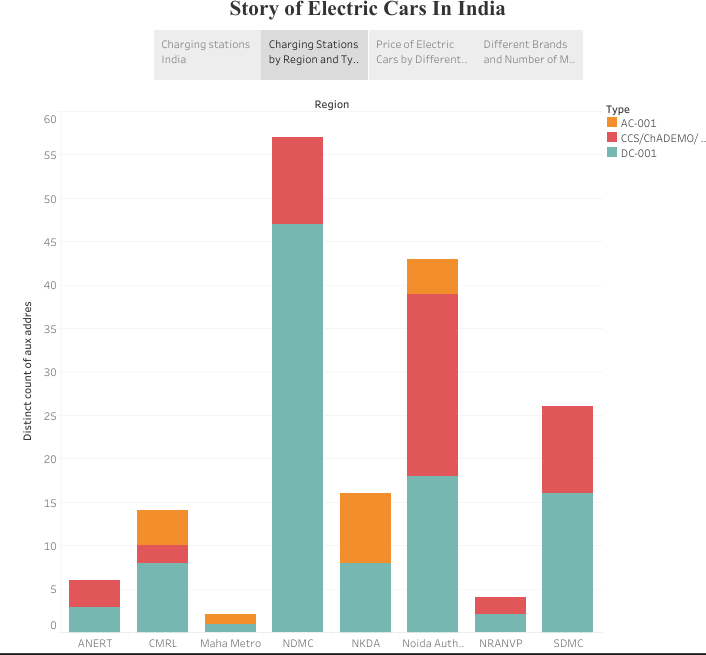 Story of Electric Cars In India
Charging stations
India
Charging Stations
by Region and Ty..
Price of Electric
Cars by Different..
Different Brands
and Number of M..
Region
Type
AC-001
CCS/ChADEMO/ ..
DC-001
60
55
50
45
40
35
30
25
20
15
10
5
0
Distinct count of aux addres
ANERT
CMRL
Maha Metro
NDMC
NKDA
Noida Auth..
NRANVP
SDMC